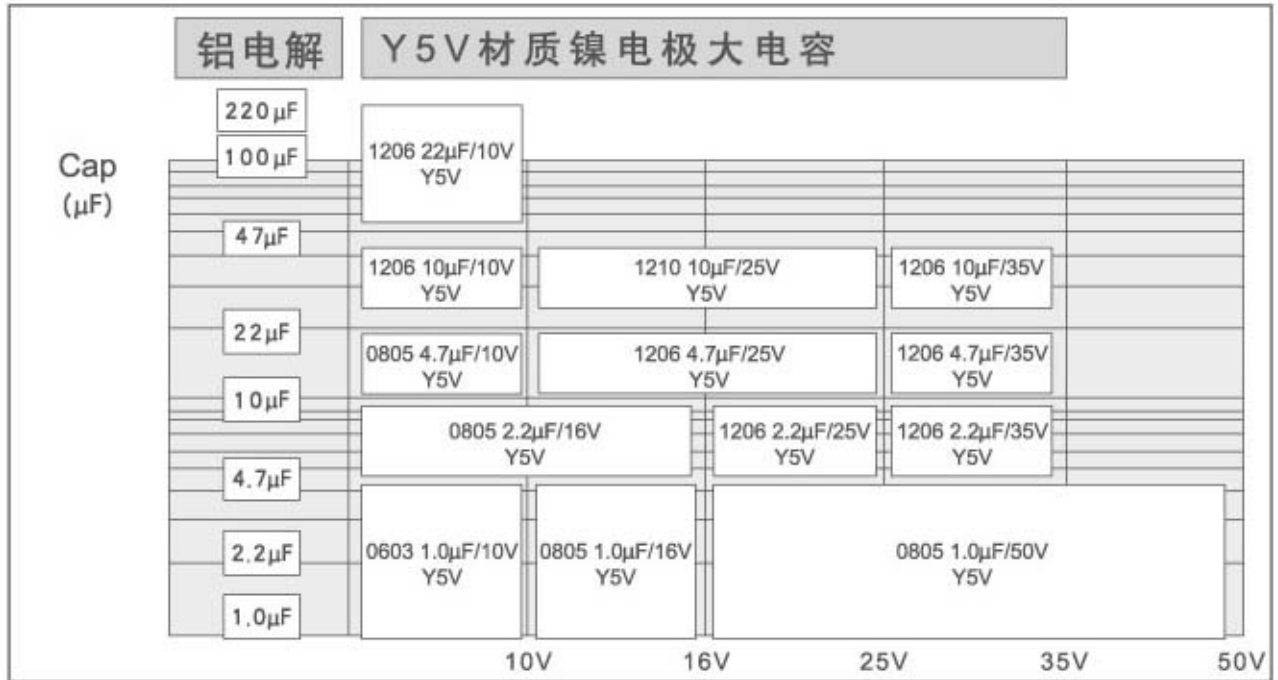 铝电解
Y5V材质镍电极大电容
Cap
(μF)
220μF
100μF
47μF
22μF
10μF
4.7μF
2.2μF
1.0μF
1206 22μF/10V
Y5V
1206 10μF/10V
Y5V
1210 10μF/25V
Y5V
1206 10μF/35V
Y5V
0805 4.7μF/10V
Y5V
1206 4.7μF/25V
Y5V
1206 4.7μF/35V
Y5V
0805 2.2μF/16V
Y5V
1206 2.2μF/25V
Y5V
1206 2.2μF/35V
Y5V
0603 1.0μF/10V
Y5V
0805 1.0μF/16V
Y5V
0805 1.0μF/50V
Y5V
10V
16V
25V
35V
50V